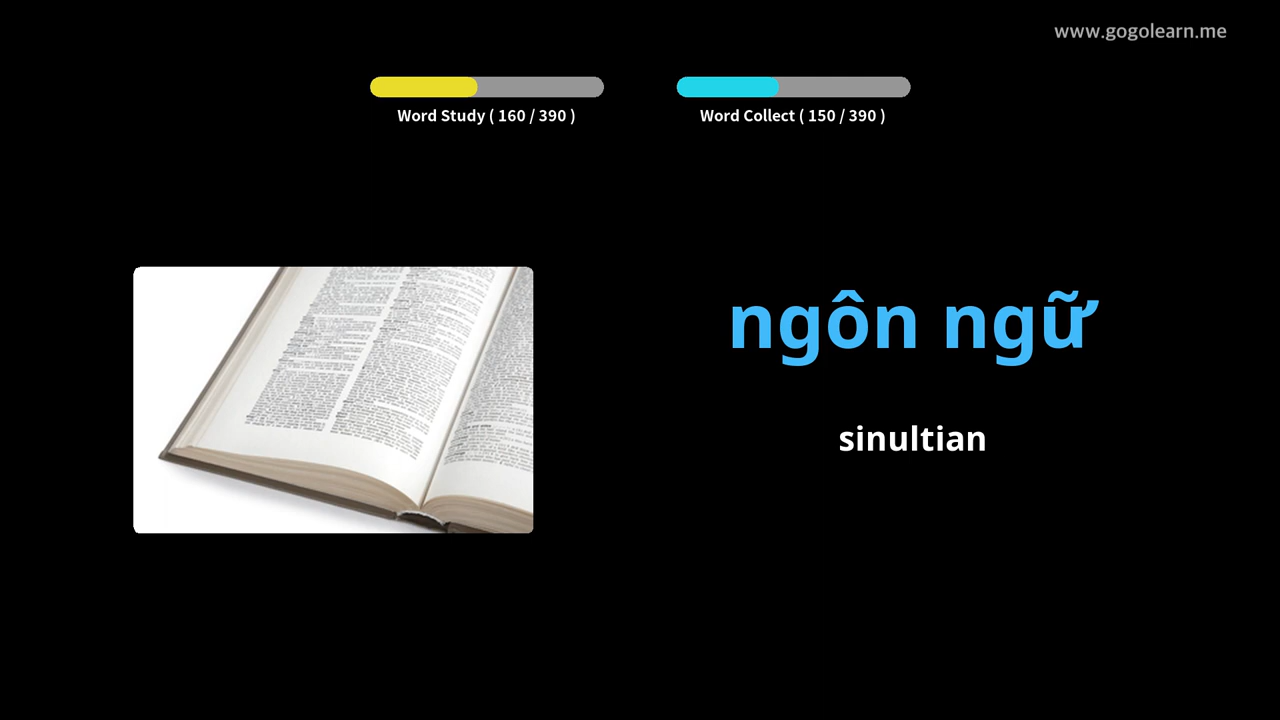 www.gogolearn.me
Word Study ( 160 / 390 )
Word Collect ( 150 / 390 )
ngôn ngữ
sinultian